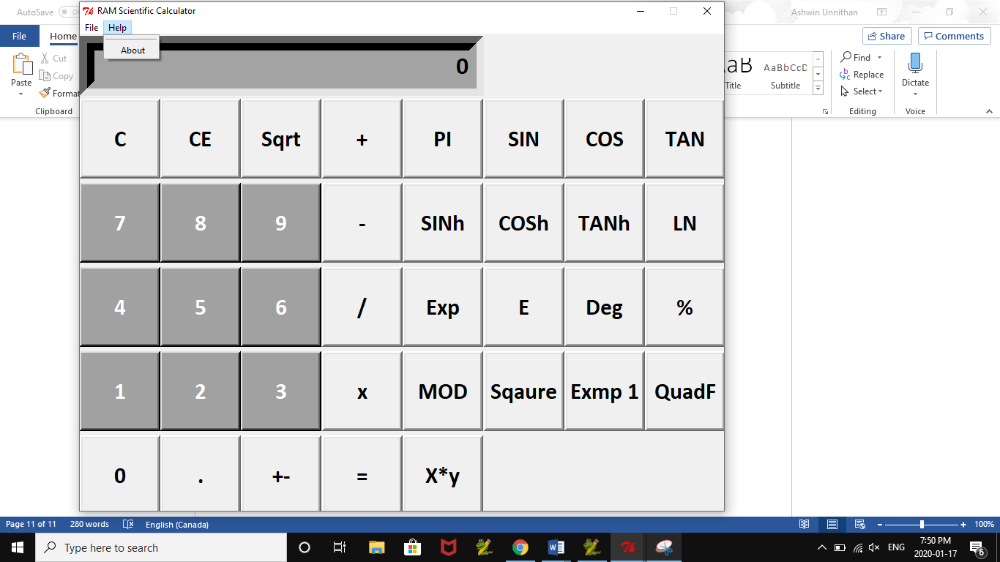 AutoSave
RAM Scientific Calculator
Ashwin Unnithan
File Help
File Home
Share Comments
About
0
Paste
Cut
Copy
Format
Clipboard
AaBbCcD
Title Subtitle
Find
Replace
Select
Editing
Dictate
Voice
C CE Sqrt + PI SIN COS TAN
7 8 9 - SINh COSh TANh LN
4 5 6 / Exp E Deg %
1 2 3 x MOD Sqaure Exmp 1 QuadF
0 . +- = X*y
Page 11 of 11 280 words English (Canada) 100%
Type here to search
ENG
7:50 PM
2020-01-17
6